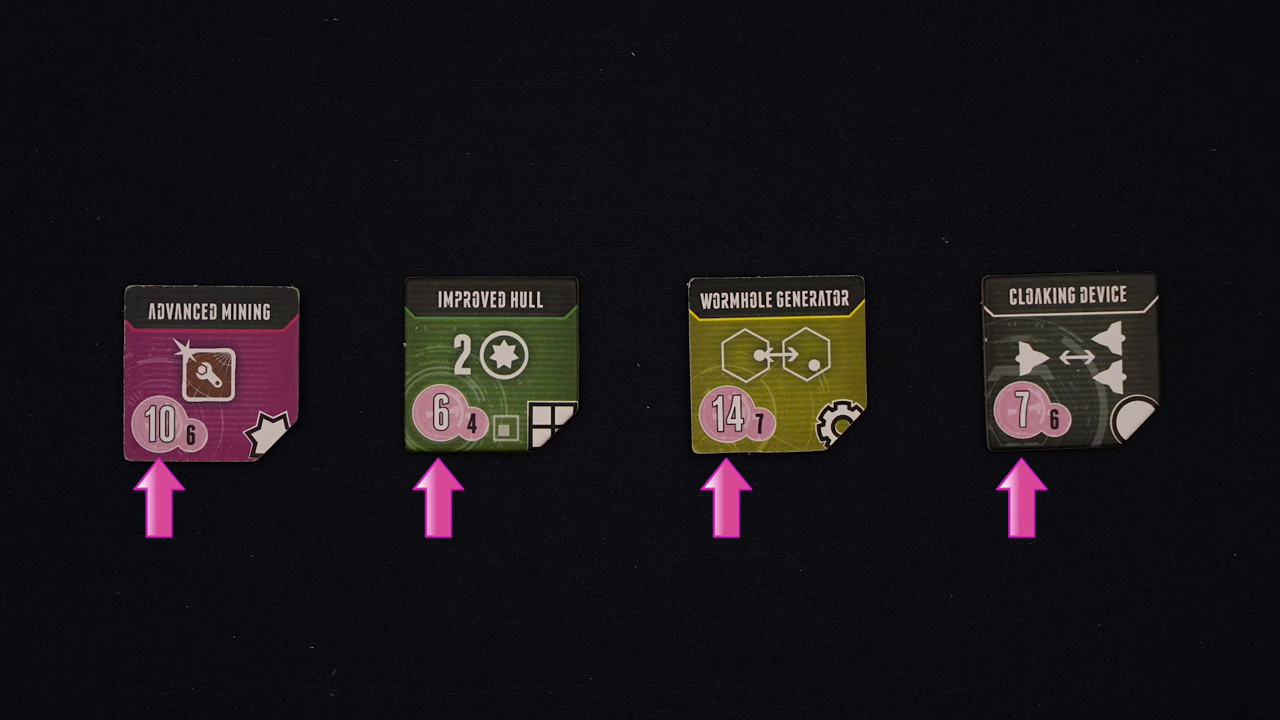 ADVANCED MINING
10 6
IMPROVED HULL
2
6 4
WORMHOLE GENERATOR
14 7
CLOAKING DEVICE
7 6